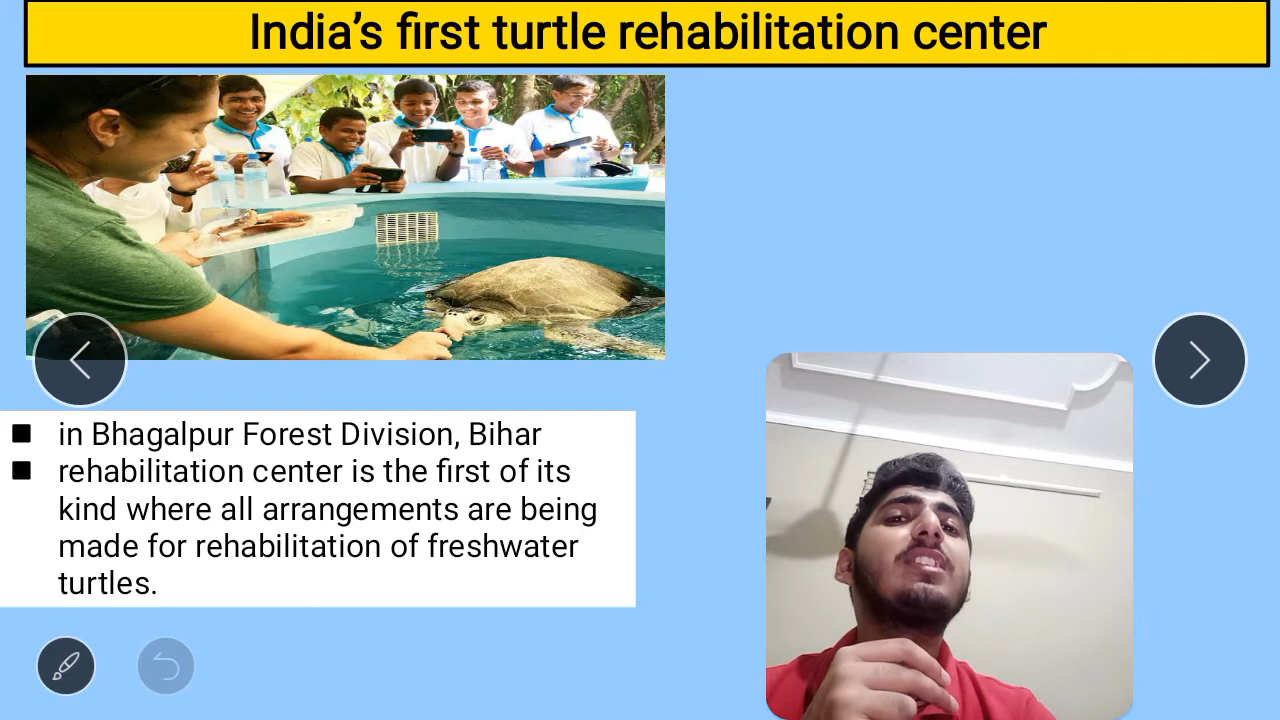 India’s first turtle rehabilitation center
■ in Bhagalpur Forest Division, Bihar
■ rehabilitation center is the first of its
kind where all arrangements are being
made for rehabilitation of freshwater
turtles.